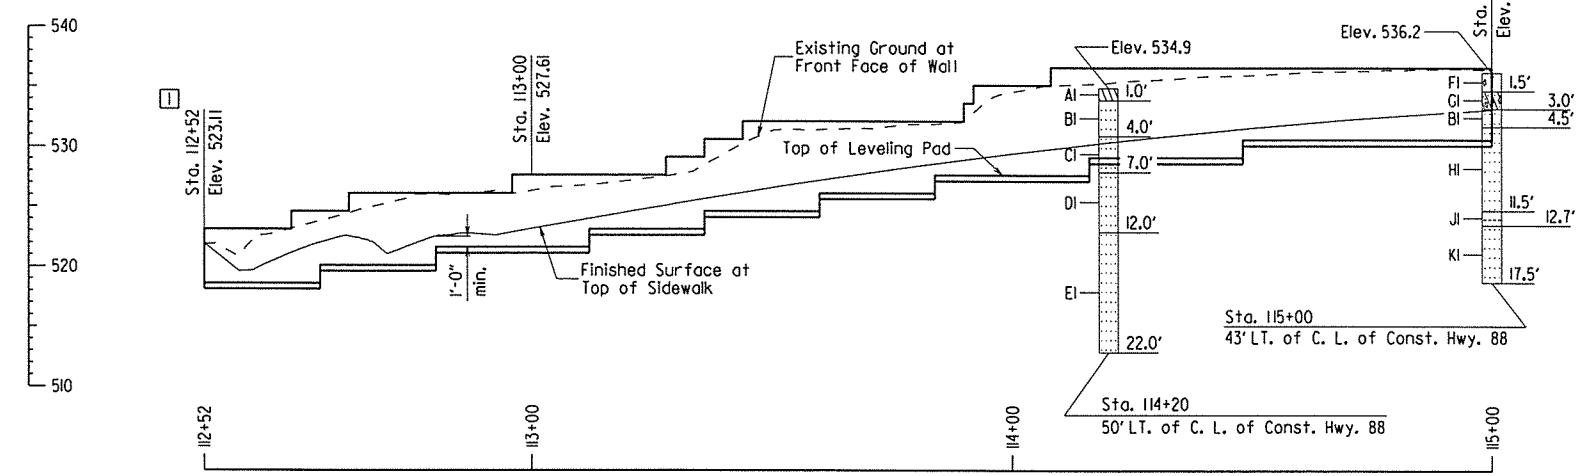 540
530
520
510
1
Sta. 112+52
Elev. 523.11
Sta. 113+00
Elev. 527.61
Existing Ground at
Front Face of Wall
Elev. 534.9
Elev. 536.2
Sta.
Elev.
Top of Leveling Pad
1'-0"
min.
Finished Surface at
Top of Sidewalk
A1
1.0'
B1
4.0'
C1
7.0'
D1
12.0'
E1
22.0'
F1
1.5'
G1
3.0'
B1
4.5'
H1
11.5'
J1
12.7'
K1
17.5'
Sta. 115+00
43' LT. of C. L. of Const. Hwy. 88
Sta. 114+20
50' LT. of C. L. of Const. Hwy. 88
112+52
113+00
114+00
115+00